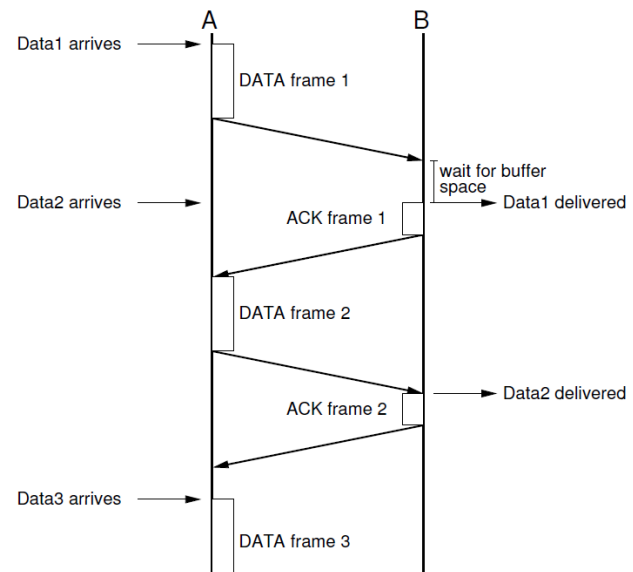 A
B
Data1 arrives
DATA frame 1
wait for buffer
space
Data2 arrives
Data1 delivered
ACK frame 1
DATA frame 2
Data2 delivered
ACK frame 2
Data3 arrives
DATA frame 3